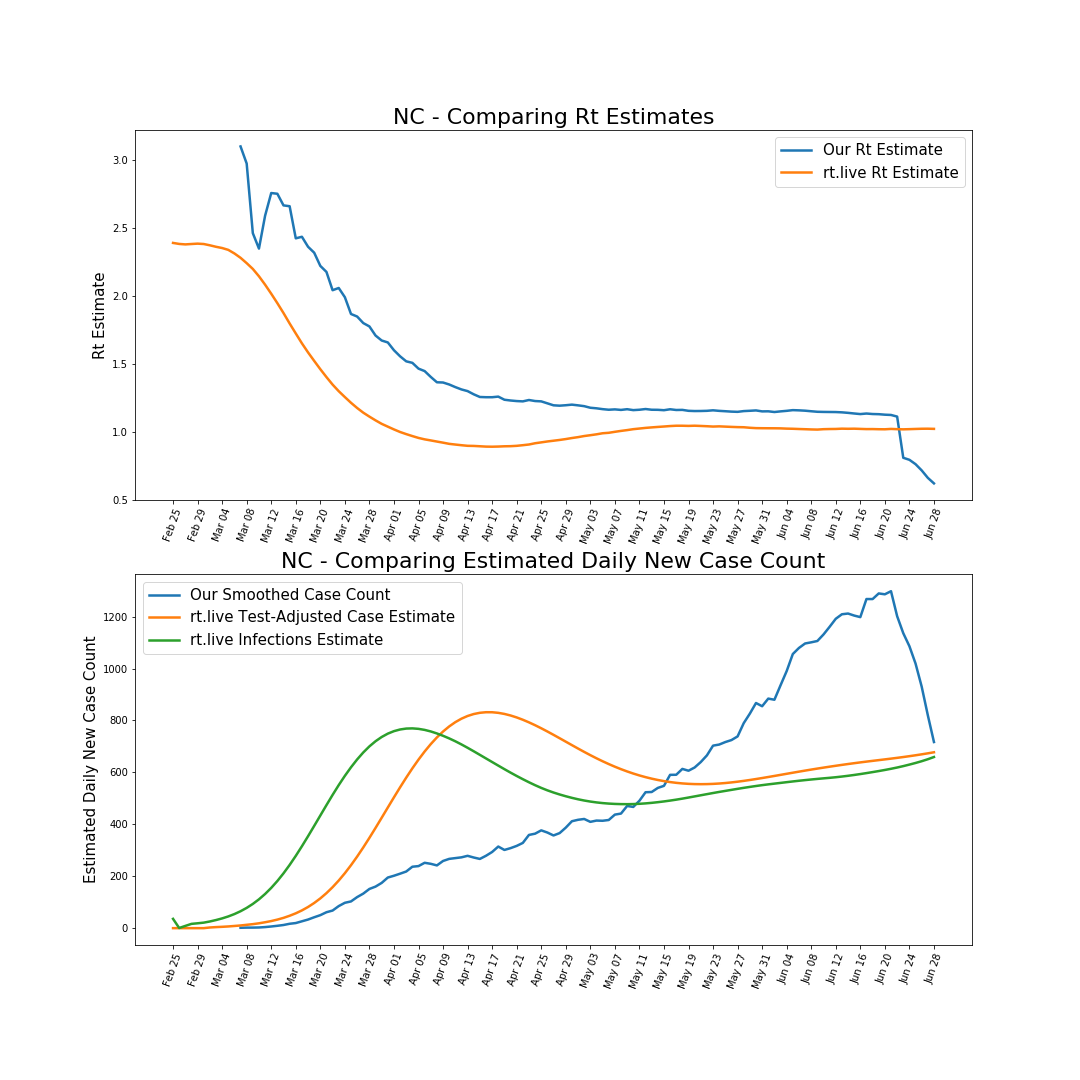 NC - Comparing Rt Estimates
Our Rt Estimate
rt.live Rt Estimate
Rt Estimate
3.0
2.5
2.0
1.5
1.0
0.5
Feb 25 Feb 29 Mar 04 Mar 08 Mar 12 Mar 16 Mar 20 Mar 24 Mar 28 Apr 01 Apr 05 Apr 09 Apr 13 Apr 17 Apr 21 Apr 25 Apr 29 May 03 May 07 May 11 May 15 May 19 May 23 May 27 May 31 Jun 04 Jun 08 Jun 12 Jun 16 Jun 20 Jun 24 Jun 28
NC - Comparing Estimated Daily New Case Count
Our Smoothed Case Count
rt.live Test-Adjusted Case Estimate
rt.live Infections Estimate
Estimated Daily New Case Count
1200
1000
800
600
400
200
0
Feb 25 Feb 29 Mar 04 Mar 08 Mar 12 Mar 16 Mar 20 Mar 24 Mar 28 Apr 01 Apr 05 Apr 09 Apr 13 Apr 17 Apr 21 Apr 25 Apr 29 May 03 May 07 May 11 May 15 May 19 May 23 May 27 May 31 Jun 04 Jun 08 Jun 12 Jun 16 Jun 20 Jun 24 Jun 28